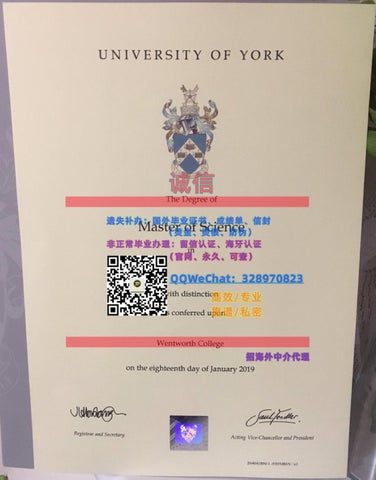 UNIVERSITY OF YORK
诚信
The Degree of
遗失补办：国外毕业证书、成绩单、信封
Master of Science
in
非正常毕业办理：留信认证、海牙认证
（官网、永久、可查）
QQWeChat：328970823
with distinction
高效/专业
is conferred upon
靠谱/私密
Wentworth College
招海外中介代理
on the eighteenth day of January 2019
Registrar and Secretary
Acting Vice-Chancellor and President